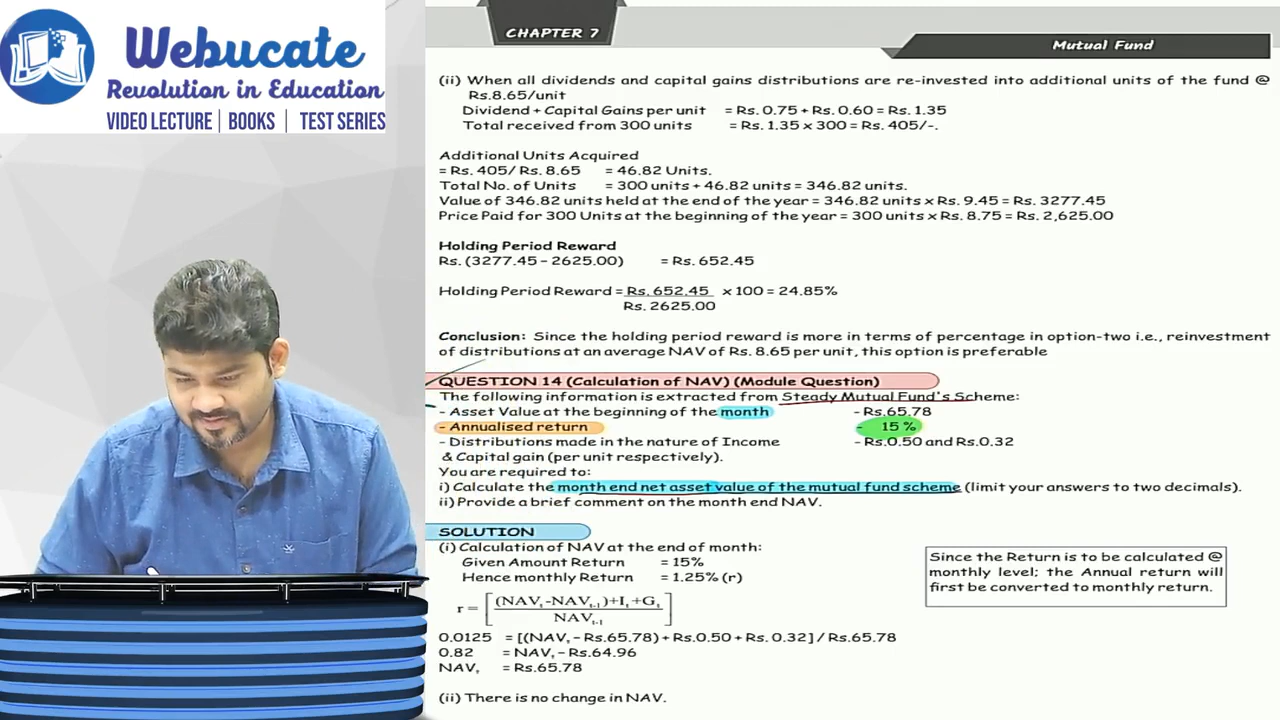 Webucate
Revolution in Education
VIDEO LECTURE | BOOKS | TEST SERIES
CHAPTER 7
Mutual Fund
(ii) When all dividends and capital gains distributions are re-invested into additional units of the fund @
Rs.8.65/unit
Dividend + Capital Gains per unit = Rs. 0.75 + Rs. 0.60 = Rs. 1.35
Total received from 300 units = Rs. 1.35 x 300 = Rs. 405/-.
Additional Units Acquired
= Rs. 405/ Rs. 8.65 = 46.82 Units.
Total No. of Units = 300 units + 46.82 units = 346.82 units.
Value of 346.82 units held at the end of the year = 346.82 units x Rs. 9.45 = Rs. 3277.45
Price Paid for 300 Units at the beginning of the year = 300 units x Rs. 8.75 = Rs. 2,625.00
Holding Period Reward
Rs. (3277.45 – 2625.00) = Rs. 652.45
Holding Period Reward = Rs. 652.45 x 100 = 24.85%
Rs. 2625.00
Conclusion: Since the holding period reward is more in terms of percentage in option-two i.e., reinvestment
of distributions at an average NAV of Rs. 8.65 per unit, this option is preferable
QUESTION 14 (Calculation of NAV) (Module Question)
The following information is extracted from Steady Mutual Fund's Scheme:
- Asset Value at the beginning of the month - Rs.65.78
- Annualised return - 15 %
- Distributions made in the nature of Income - Rs.0.50 and Rs.0.32
& Capital gain (per unit respectively).
You are required to:
i) Calculate the month end net asset value of the mutual fund scheme (limit your answers to two decimals).
ii) Provide a brief comment on the month end NAV.
SOLUTION
(i) Calculation of NAV at the end of month:
Given Amount Return = 15%
Hence monthly Return = 1.25% (r)
Since the Return is to be calculated @
monthly level; the Annual return will
first be converted to monthly return.
r = [(NAVt-NAVt-1)+It+Gt
NAVt-1]
0.0125 = [(NAVt – Rs.65.78) + Rs.0.50 + Rs. 0.32] / Rs.65.78
0.82 = NAVt – Rs.64.96
NAVt = Rs.65.78
(ii) There is no change in NAV.